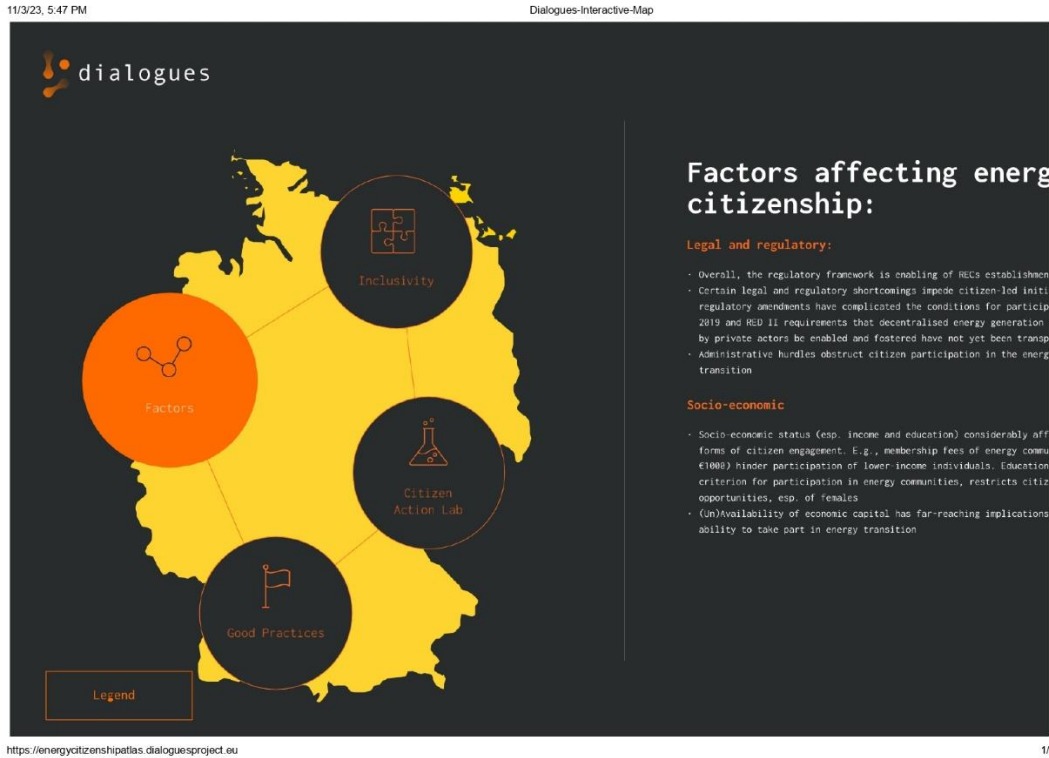 11/3/23, 5:47 PM
Dialogues-Interactive-Map
dialogues
Inclusivity
Factors
Citizen
Action Lab
Good Practices
Legend
Factors affecting energ
citizenship:
Legal and regulatory:
- Overall, the regulatory framework is enabling of RECs establishmen
- Certain legal and regulatory shortcomings impede citizen-led initi
regulatory amendments have complicated the conditions for particip
2019 and RED II requirements that decentralised energy generation
by private actors be enabled and fostered have not yet been transp
- Administrative hurdles obstruct citizen participation in the energ
transition
Socio-economic
- Socio-economic status (esp. income and education) considerably aff
forms of citizen engagement. E.g., membership fees of energy commu
€1000) hinder participation of lower-income individuals. Education
criterion for participation in energy communities, restricts citiz
opportunities, esp. of females
- (Un)Availability of economic capital has far-reaching implications
ability to take part in energy transition
https://energycitizenshipatlas.dialoguesproject.eu
1/